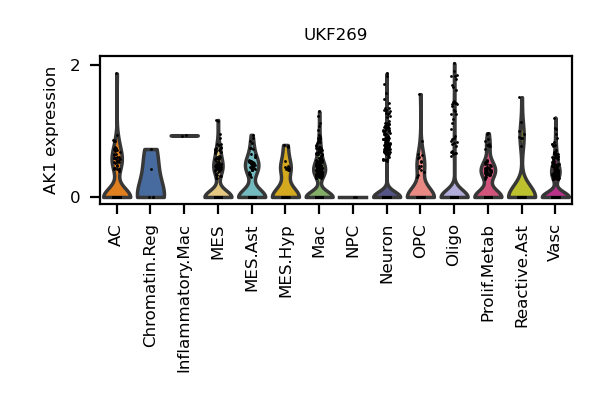 UKF269
AK1 expression
2
0
AC
Chromatin.Reg
Inflammatory.Mac
MES
MES.Ast
MES.Hyp
Mac
NPC
Neuron
OPC
Oligo
Prolif.Metab
Reactive.Ast
Vasc